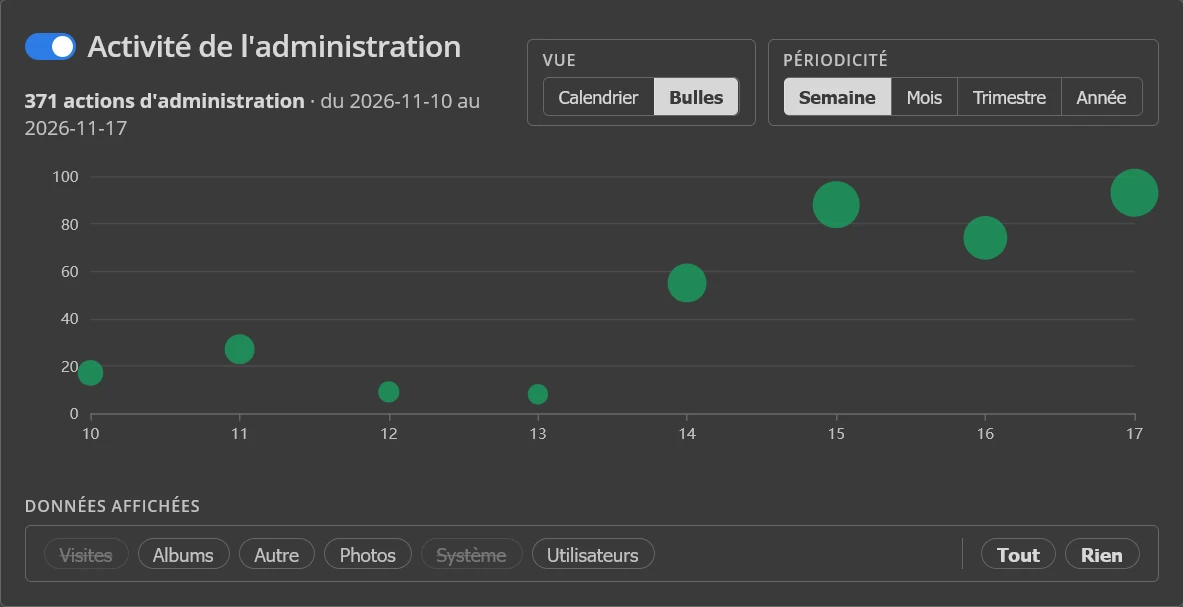 Activité de l'administration
371 actions d'administration · du 2026-11-10 au
2026-11-17
VUE
Calendrier Bulles
PÉRIODICITÉ
Semaine Mois Trimestre Année
100
80
60
40
20
0
10 11 12 13 14 15 16 17
DONNÉES AFFICHÉES
Visites Albums Autre Photos Système Utilisateurs Tout Rien